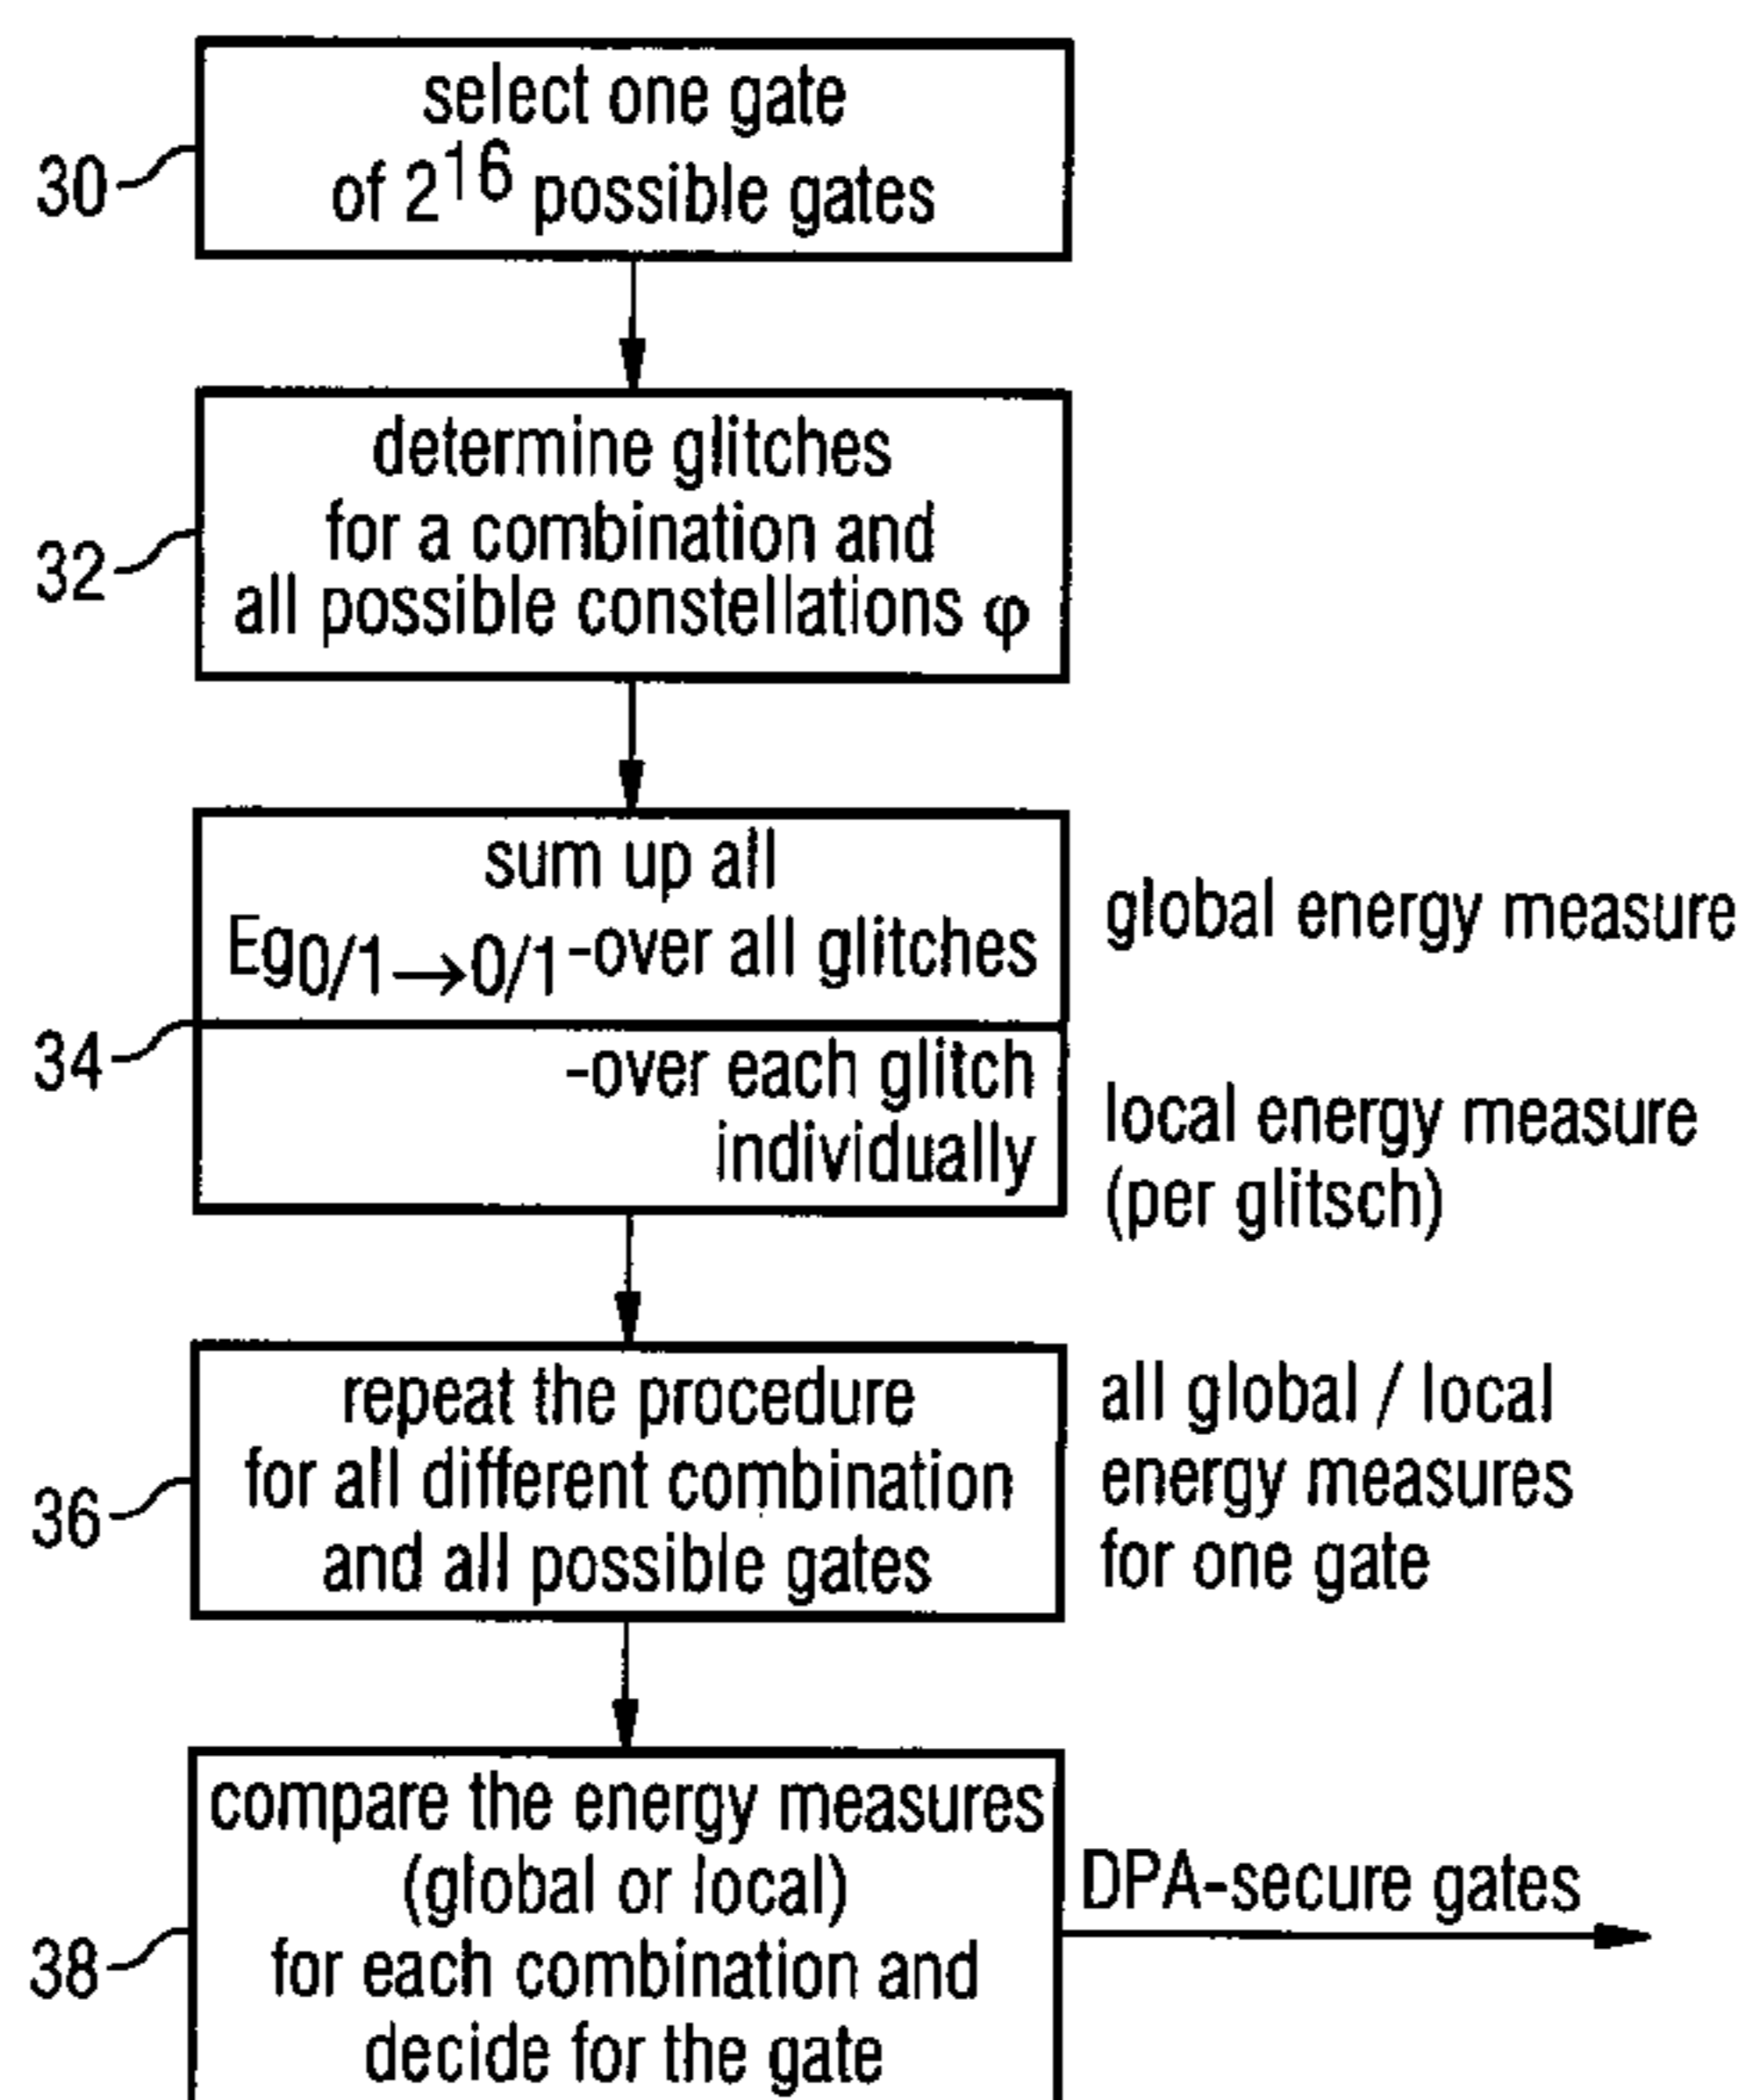 select one gate
30
of 2^16 possible gates
determine glitches
for a combination and
32
all possible constellations φ
sum up all
Eg0/1→0/1 -over all glitches
global energy measure
34
-over each glitch
individually
local energy measure
(per glitsch)
repeat the procedure
for all different combination
36
and all possible gates
all global / local
energy measures
for one gate
compare the energy measures
(global or local)
38
for each combination and
decide for the gate
DPA-secure gates